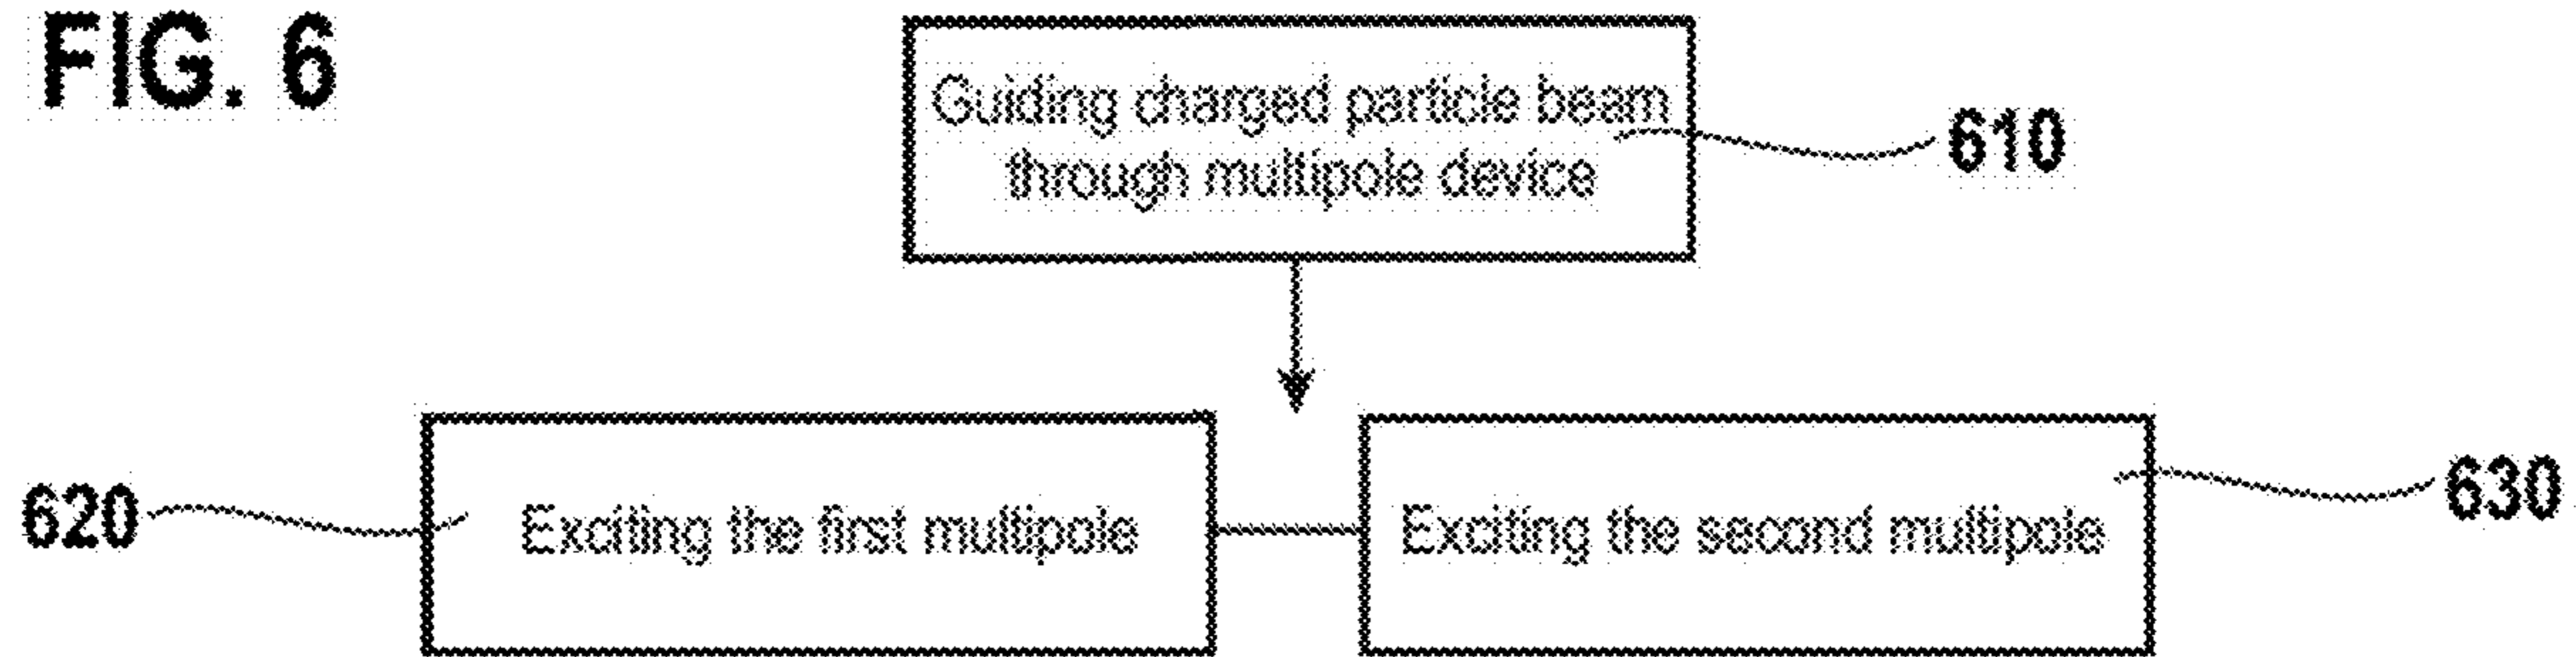 FIG. 6
Guiding charged particle beam
through multipole device
610
620
Exciting the first multipole
Exciting the second multipole
630